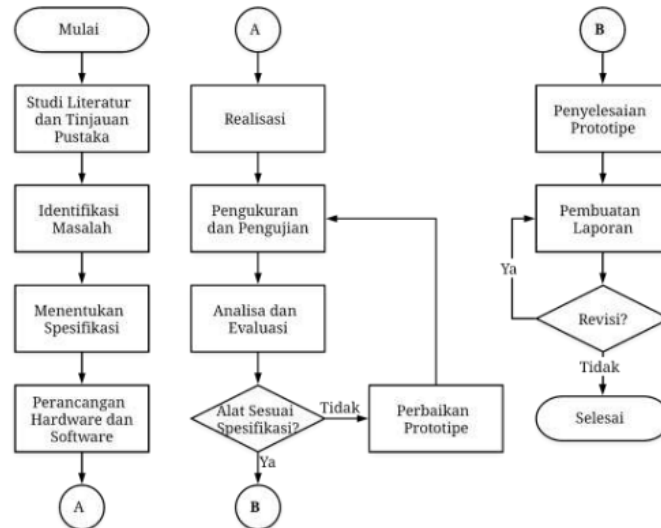 Mulai
Studi Literatur
dan Tinjauan
Pustaka
Identifikasi
Masalah
Menentukan
Spesifikasi
Perancangan
Hardware dan
Software
A
A
Realisasi
Pengukuran
dan Pengujian
Analisa dan
Evaluasi
Alat Sesuai
Spesifikasi?
Tidak
Perbaikan
Prototipe
Ya
B
B
Penyelesaian
Prototipe
Pembuatan
Laporan
Ya
Revisi?
Tidak
Selesai